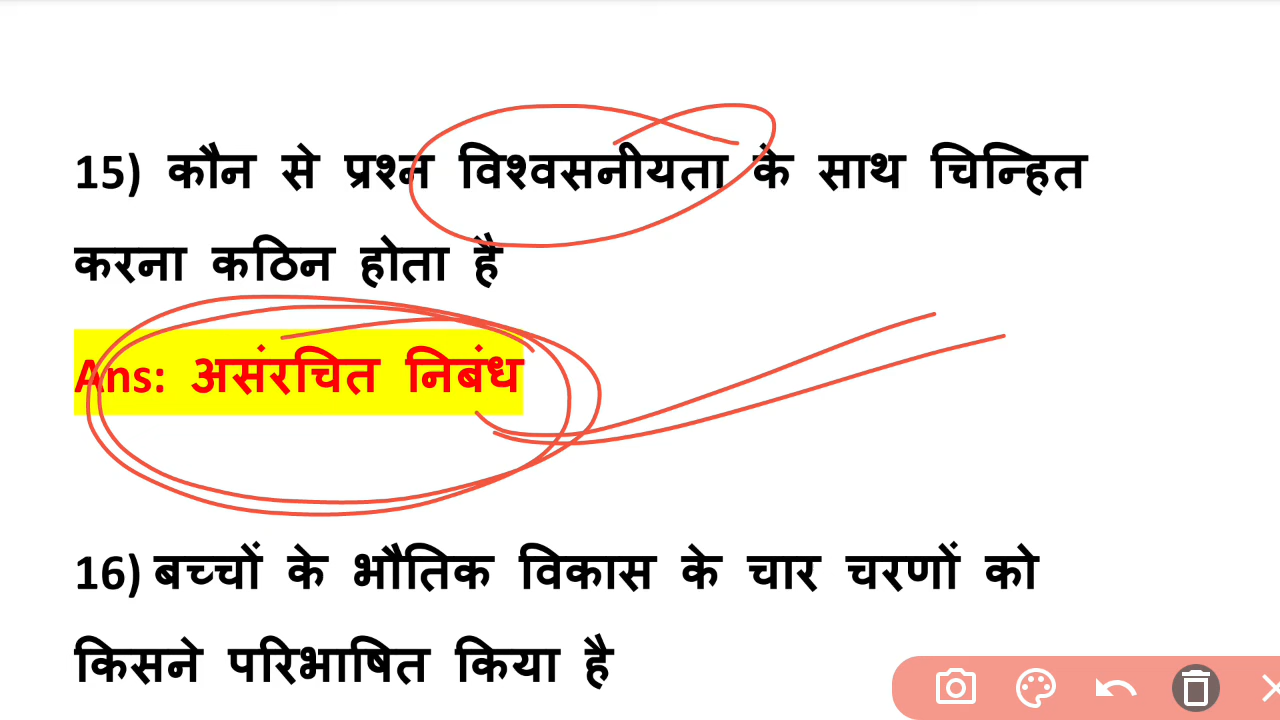 15) कौन से प्रश्न विश्वसनीयता के साथ चिन्हित
करना कठिन होता है
Ans: असंरचित निबंध
16) बच्चों के भौतिक विकास के चार चरणों को
किसने परिभाषित किया है